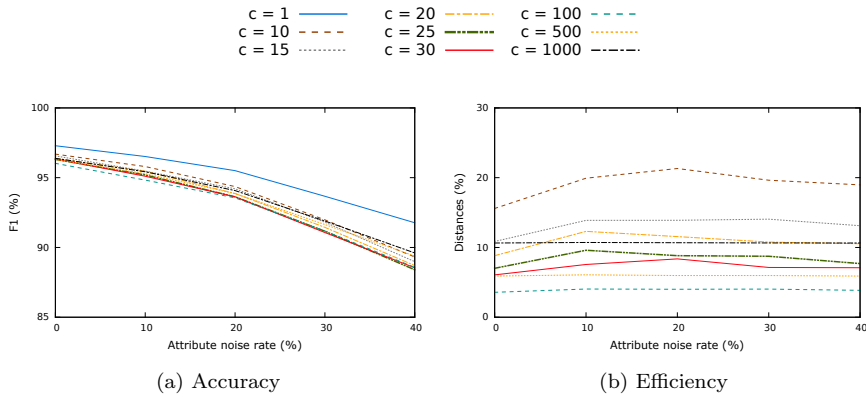 c = 1
c = 20
c = 100
c = 10
c = 25
c = 500
c = 15
c = 30
c = 1000
100
95
90
85
F1 (%)
0
10
20
30
40
Attribute noise rate (%)
(a) Accuracy
30
20
10
0
Distances (%)
0
10
20
30
40
Attribute noise rate (%)
(b) Efficiency